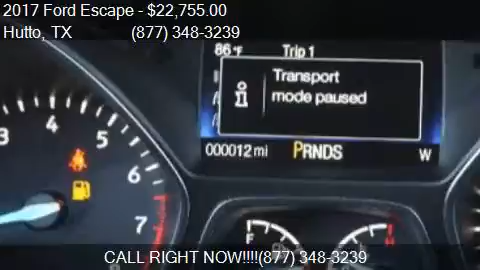 2017 Ford Escape - $22,755.00
Hutto, TX (877) 348-3239
86°F Trip 1
Transport
mode paused
000012 mi PRNDS W
3 4 5 6 7
F
CALL RIGHT NOW!!!!(877) 348-3239